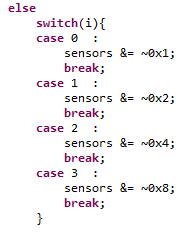 else
    switch(i){
    case 0  :
        sensors &= ~0x1;
        break;
    case 1  :
        sensors &= ~0x2;
        break;
    case 2  :
        sensors &= ~0x4;
        break;
    case 3  :
        sensors &= ~0x8;
        break;
    }